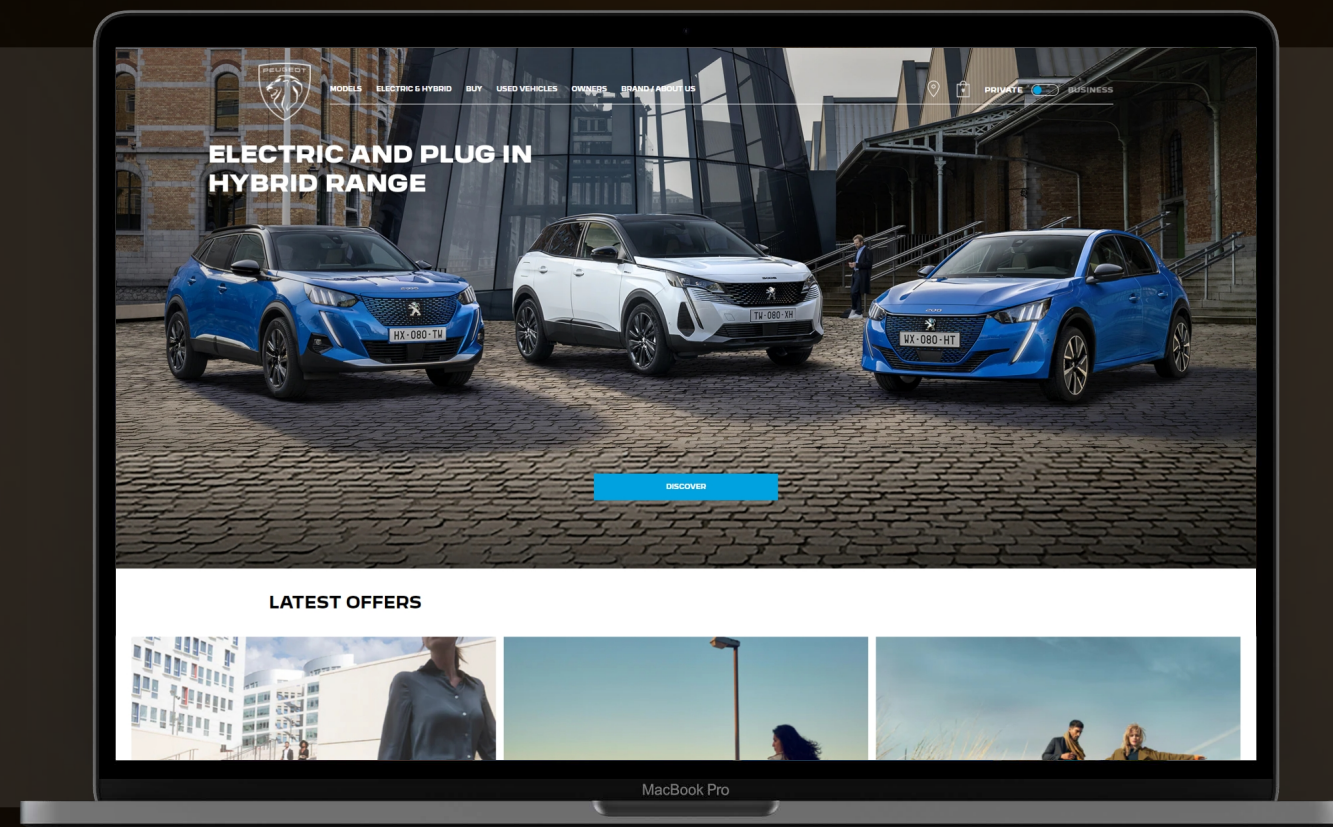 PEUGEOT
MODELS ELECTRIC & HYBRID BUY USED VEHICLES OWNERS BRAND / ABOUT US
PRIVATE BUSINESS
ELECTRIC AND PLUG IN
HYBRID RANGE
HX-080-TW
TW-080-XH
WX-080-HT
DISCOVER
LATEST OFFERS
MacBook Pro